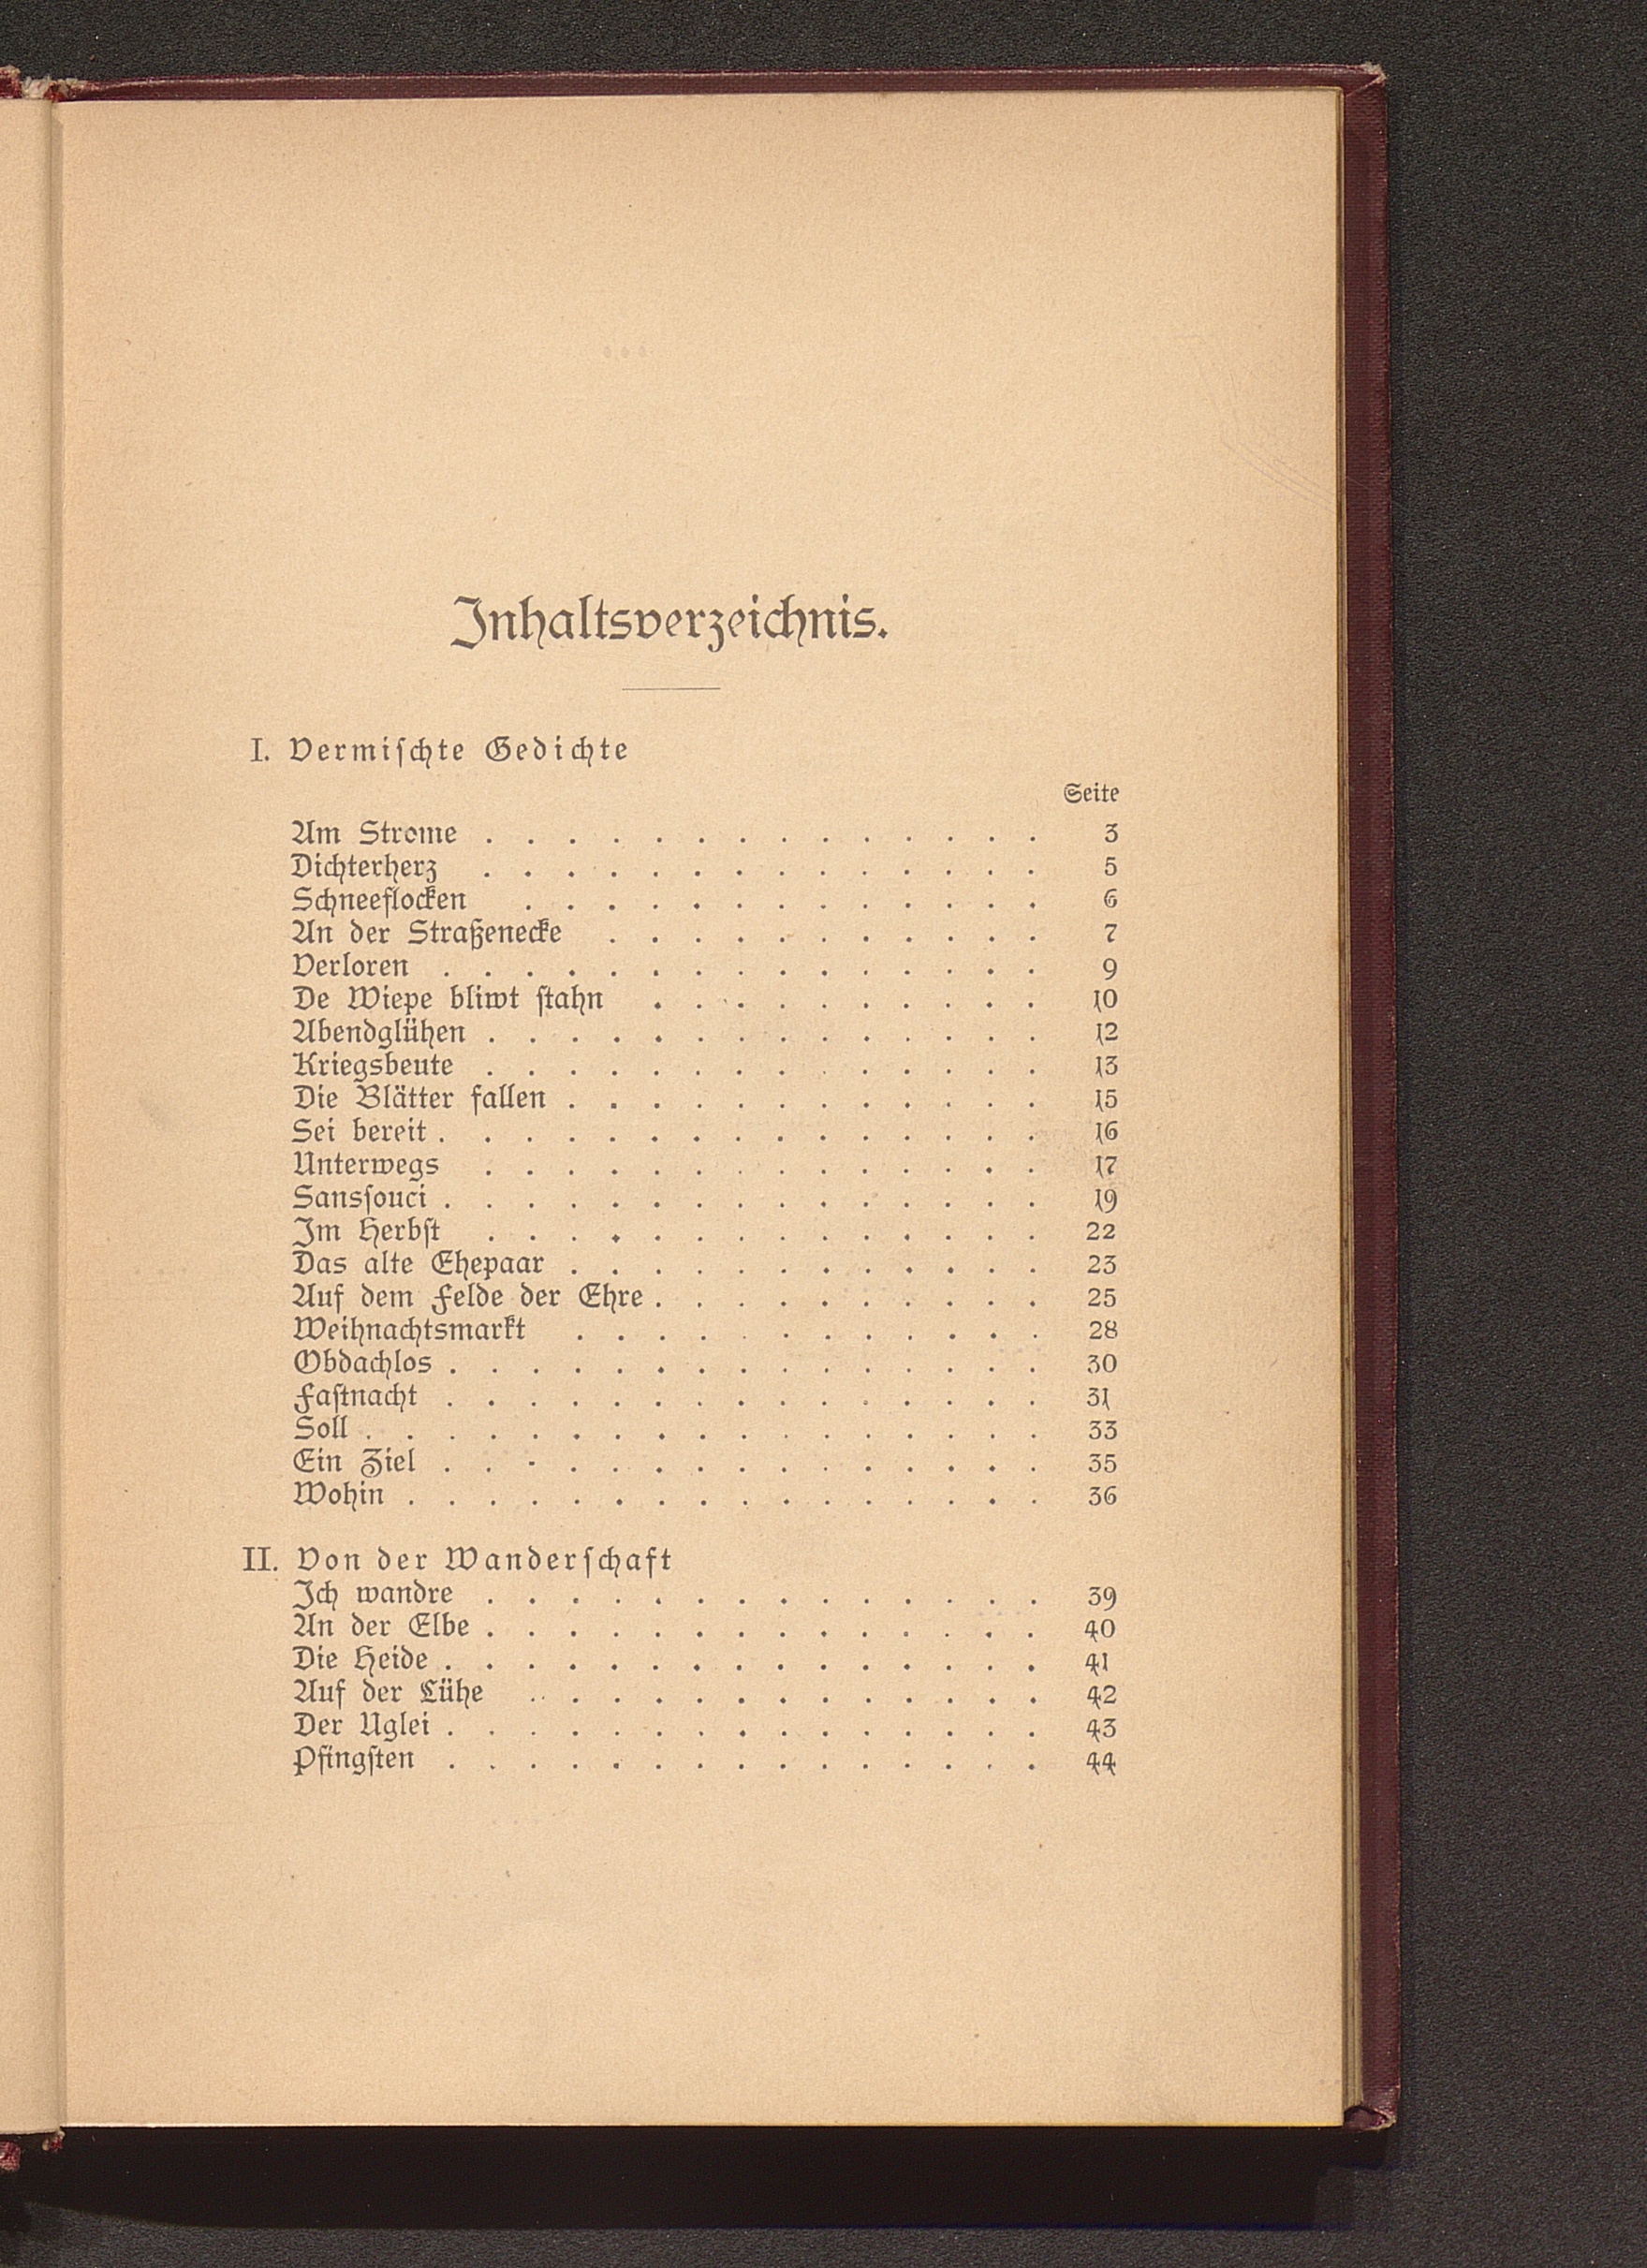 Inhaltsverzeichnis.
I. Vermiſchte Gedichte
Seite
Am Strome . . . . . . . . . . . . . . 3
Dichterherz . . . . . . . . . . . . . . 5
Schneeflocken . . . . . . . . . . . . . 6
An der Straßenecke . . . . . . . . . . . 7
Verloren . . . . . . . . . . . . . . . 9
De Wiepe bliwt ſtahn . . . . . . . . . . 10
Abendglühen . . . . . . . . . . . . . . 12
Kriegsbeute . . . . . . . . . . . . . . 13
Die Blätter fallen . . . . . . . . . . . . 15
Sei bereit . . . . . . . . . . . . . . . 16
Unterwegs . . . . . . . . . . . . . . 17
Sansſouci . . . . . . . . . . . . . . . 19
Im Herbſt . . . . . . . . . . . . . . 22
Das alte Ehepaar . . . . . . . . . . . . 23
Auf dem Felde der Ehre . . . . . . . . . . 25
Weihnachtsmarkt . . . . . . . . . . . . 28
Obdachlos . . . . . . . . . . . . . . . 30
Faſtnacht . . . . . . . . . . . . . . . 31
Soll . . . . . . . . . . . . . . . . . 33
Ein Ziel . . . . . . . . . . . . . . . 35
Wohin . . . . . . . . . . . . . . . . 36
II. Von der Wanderſchaft
Ich wandre . . . . . . . . . . . . . . 39
An der Elbe . . . . . . . . . . . . . . 40
Die Heide . . . . . . . . . . . . . . . 41
Auf der Lühe . . . . . . . . . . . . . 42
Der Uglei . . . . . . . . . . . . . . . 43
Pfingſten . . . . . . . . . . . . . . . 44